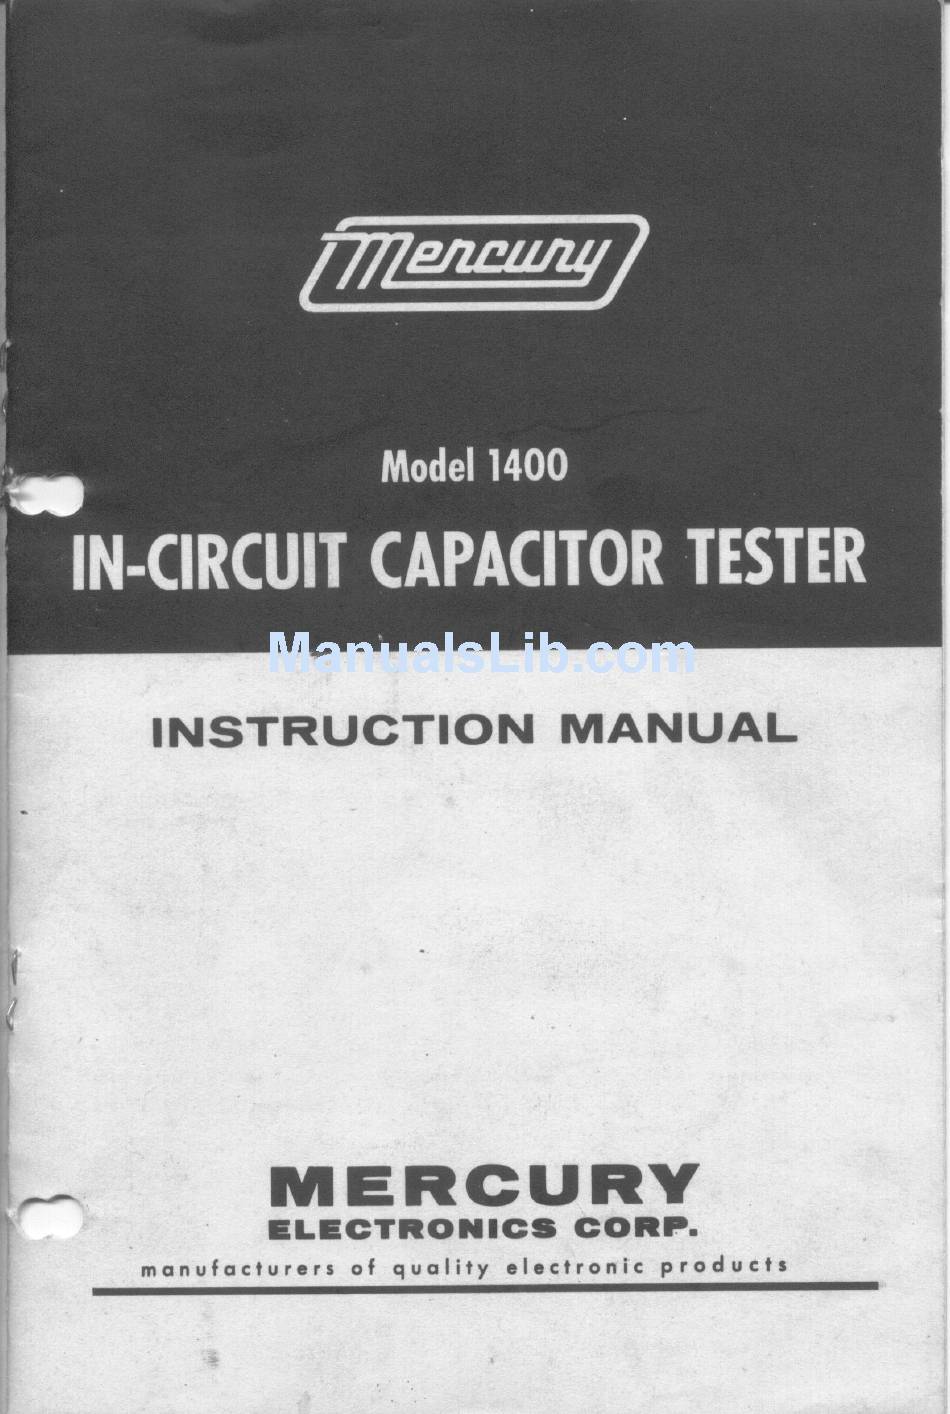 Mercury
Model 1400
IN-CIRCUIT CAPACITOR TESTER
ManualsLib.com
INSTRUCTION MANUAL
MERCURY
ELECTRONICS CORP.
manufacturers of quality electronic products